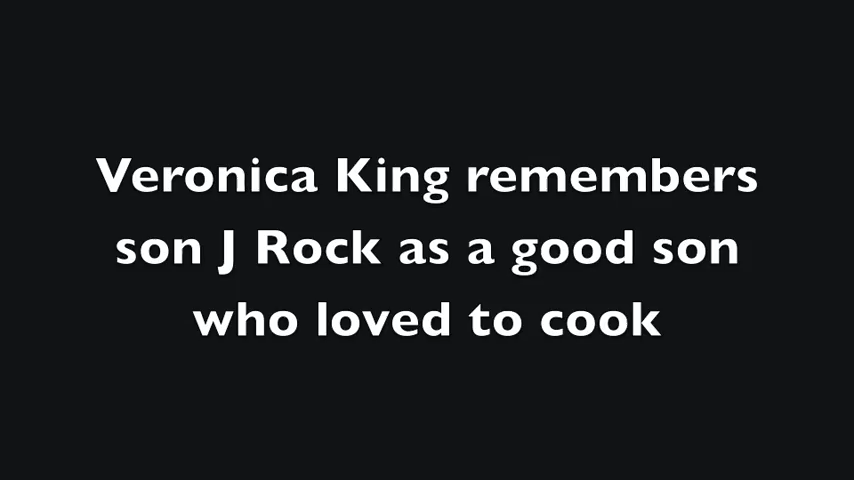 Veronica King remembers
son J Rock as a good son
who loved to cook